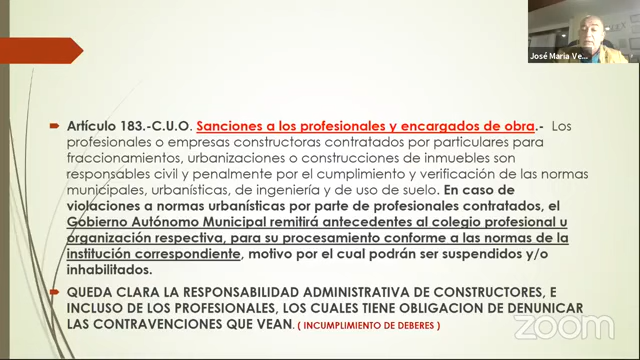 José Maria Ve...
Artículo 183.-C.U.O. Sanciones a los profesionales y encargados de obra.- Los
profesionales o empresas constructoras contratados por particulares para
fraccionamientos, urbanizaciones o construcciones de inmuebles son
responsables civil y penalmente por el cumplimiento y verificación de las normas
municipales, urbanísticas, de ingeniería y de uso de suelo. En caso de
violaciones a normas urbanísticas por parte de profesionales contratados, el
Gobierno Autónomo Municipal remitirá antecedentes al colegio profesional u
organización respectiva, para su procesamiento conforme a las normas de la
institución correspondiente, motivo por el cual podrán ser suspendidos y/o
inhabilitados.
QUEDA CLARA LA RESPONSABILIDAD ADMINISTRATIVA DE CONSTRUCTORES, E
INCLUSO DE LOS PROFESIONALES, LOS CUALES TIENE OBLIGACION DE DENUNICAR
LAS CONTRAVENCIONES QUE VEAN. ( INCUMPLIMIENTO DE DEBERES )
zoom